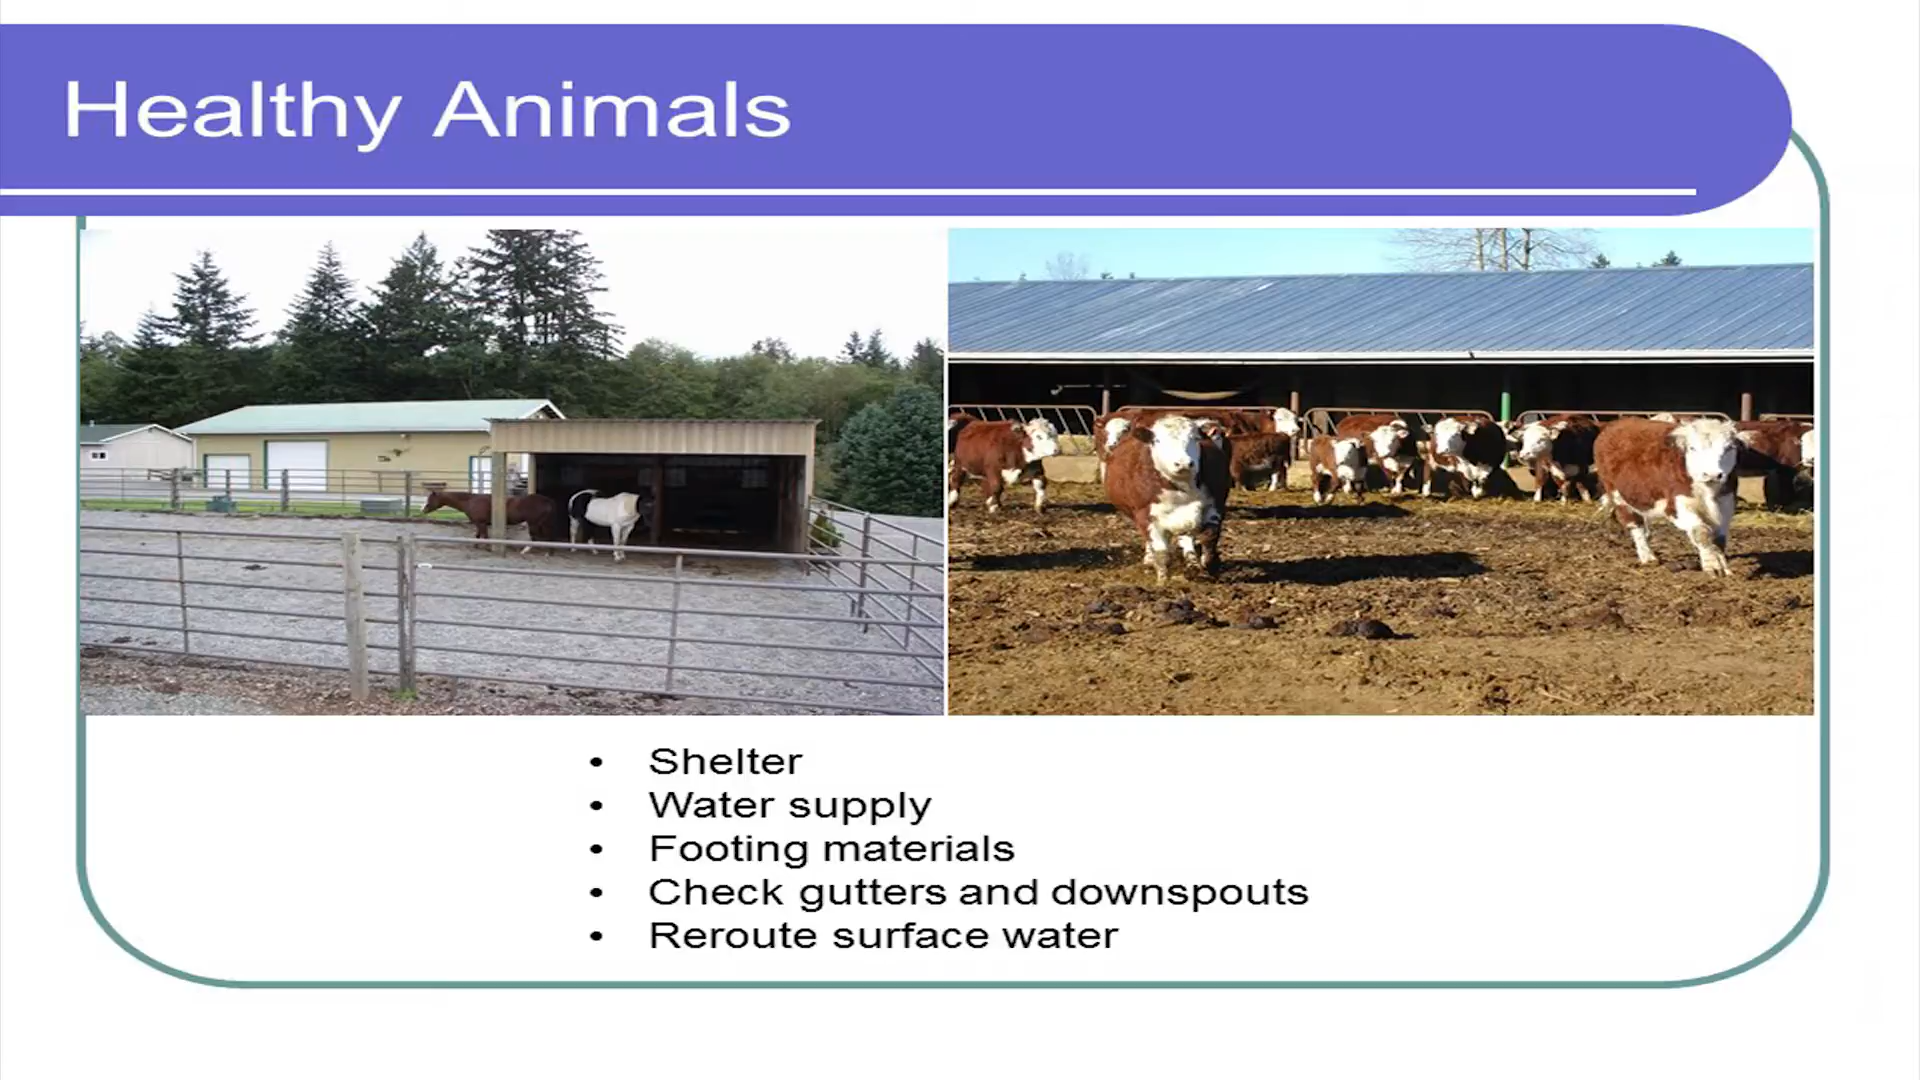 Healthy Animals
• Shelter
• Water supply
• Footing materials
• Check gutters and downspouts
• Reroute surface water